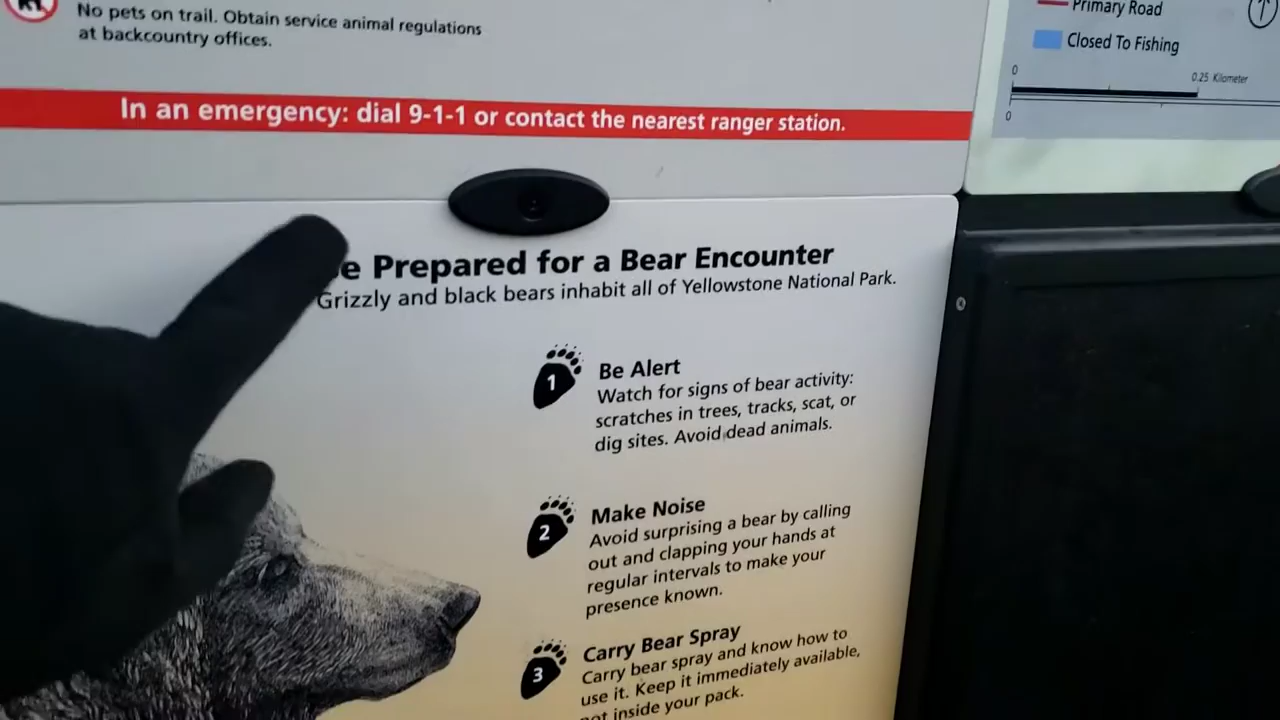 No pets on trail. Obtain service animal regulations
at backcountry offices.
In an emergency: dial 9-1-1 or contact the nearest ranger station.
Primary Road
Closed To Fishing
0
0.25 Kilometer
0
Prepared for a Bear Encounter
Grizzly and black bears inhabit all of Yellowstone National Park.
1
Be Alert
Watch for signs of bear activity:
scratches in trees, tracks, scat, or
dig sites. Avoid dead animals.
2
Make Noise
Avoid surprising a bear by calling
out and clapping your hands at
regular intervals to make your
presence known.
3
Carry Bear Spray
Carry bear spray and know how to
use it. Keep it immediately available,
not inside your pack.